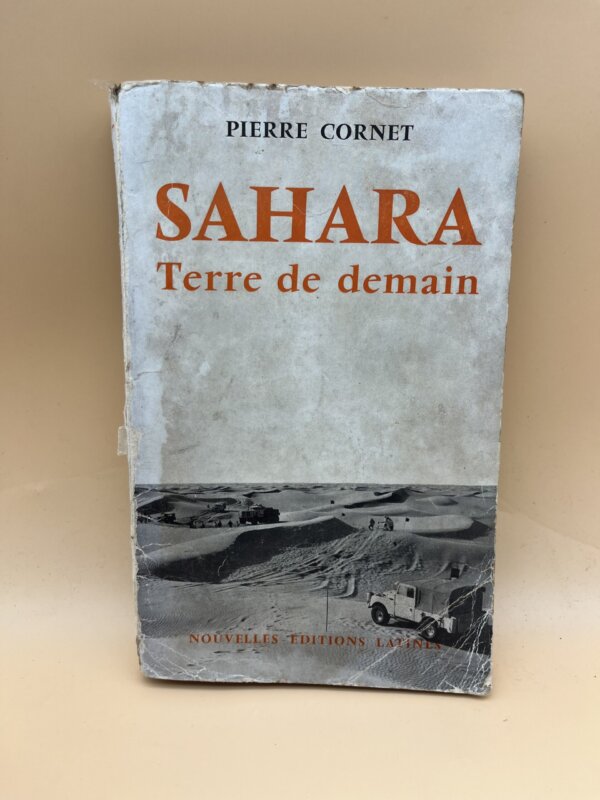 PIERRE CORNET
SAHARA
Terre de demain
NOUVELLES EDITIONS LATINES